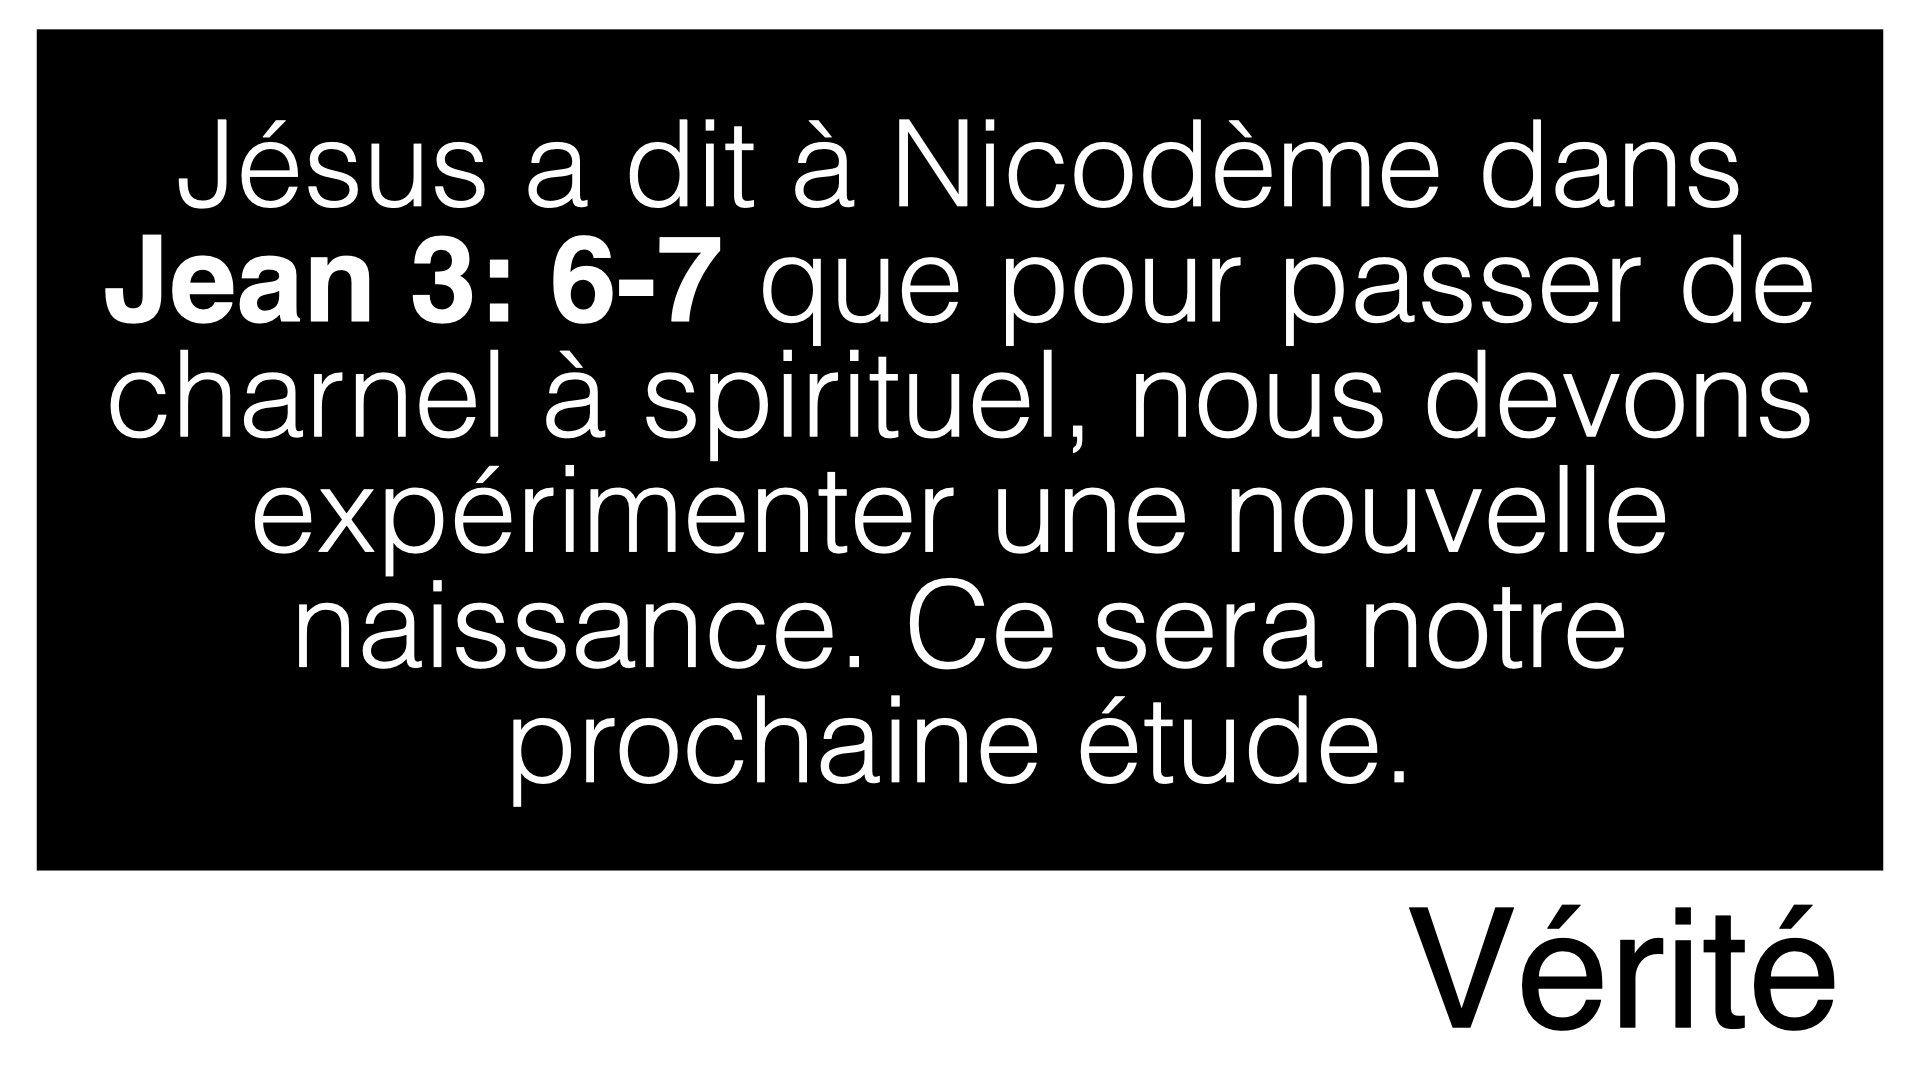 Jésus a dit à Nicodème dans
Jean 3: 6-7 que pour passer de
charnel à spirituel, nous devons
expérimenter une nouvelle
naissance. Ce sera notre
prochaine étude.
Vérité